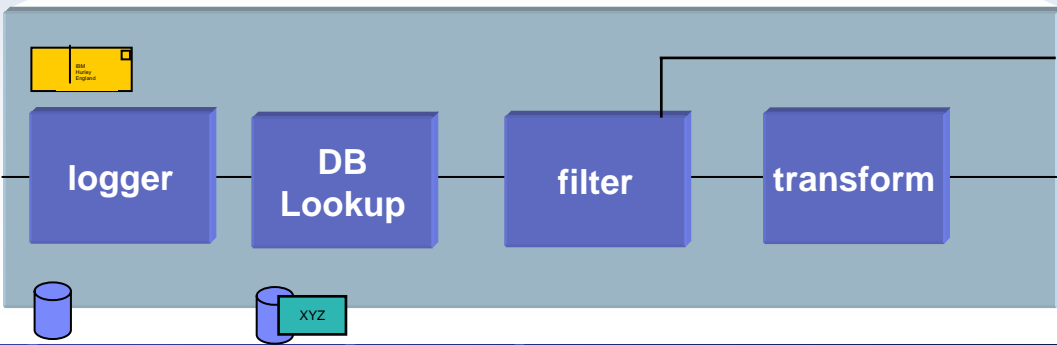 IBM
Hurley
England
logger
DB
Lookup
filter
transform
XYZ